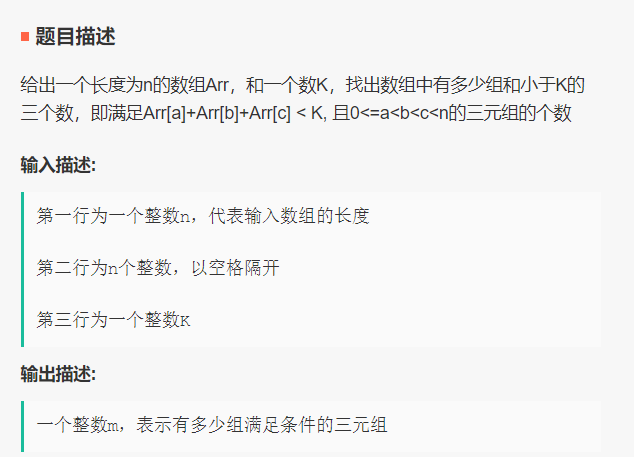 题目描述
给出一个长度为n的数组Arr，和一个数K，找出数组中有多少组和小于K的
三个数，即满足Arr[a]+Arr[b]+Arr[c] < K, 且0<=a<b<c<n的三元组的个数
输入描述:
第一行为一个整数n，代表输入数组的长度
第二行为n个整数，以空格隔开
第三行为一个整数K
输出描述:
一个整数m，表示有多少组满足条件的三元组